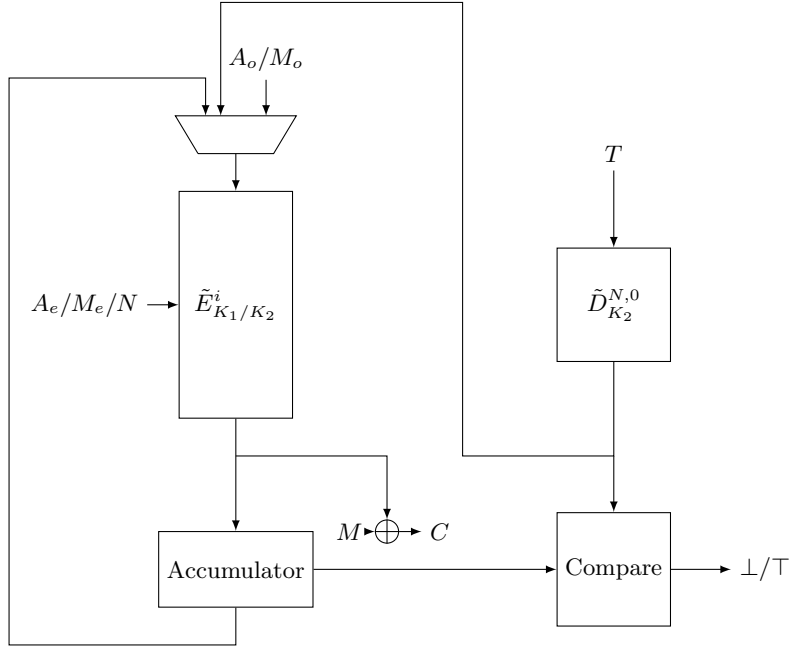 A_o/M_o
T
A_e/M_e/N
Ẽ^i_{K_1/K_2}
D̃^{N,0}_{K_2}
M
C
Accumulator
Compare
⊥/⊤